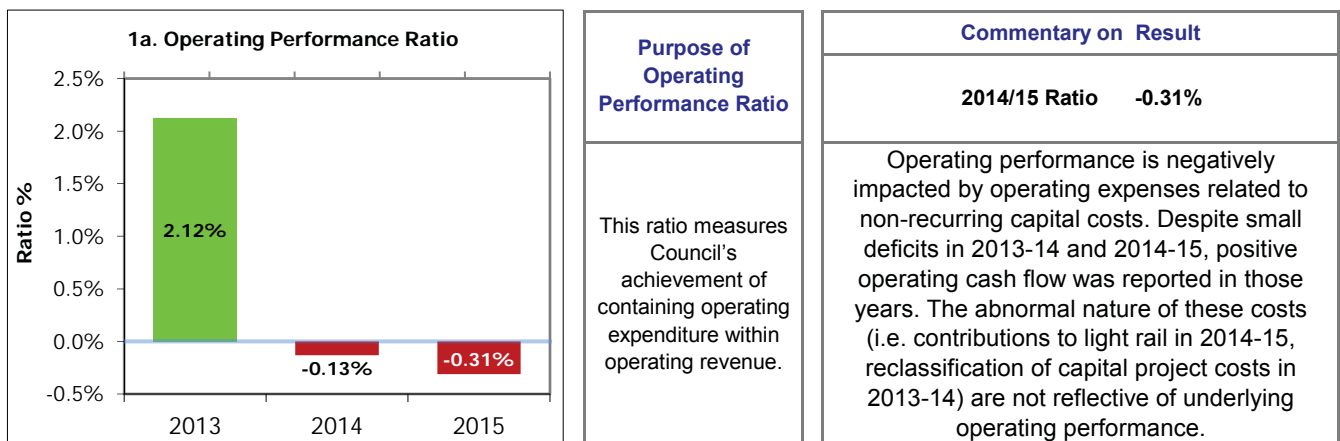 1a. Operating Performance Ratio
Ratio %
2.5%
2.0%
1.5%
1.0%
0.5%
0.0%
-0.5%
2.12%
-0.13%
-0.31%
2013
2014
2015
Purpose of
Operating
Performance Ratio
This ratio measures
Council's
achievement of
containing operating
expenditure within
operating revenue.
Commentary on Result
2014/15 Ratio -0.31%
Operating performance is negatively
impacted by operating expenses related to
non-recurring capital costs. Despite small
deficits in 2013-14 and 2014-15, positive
operating cash flow was reported in those
years. The abnormal nature of these costs
(i.e. contributions to light rail in 2014-15,
reclassification of capital project costs in
2013-14) are not reflective of underlying
operating performance.